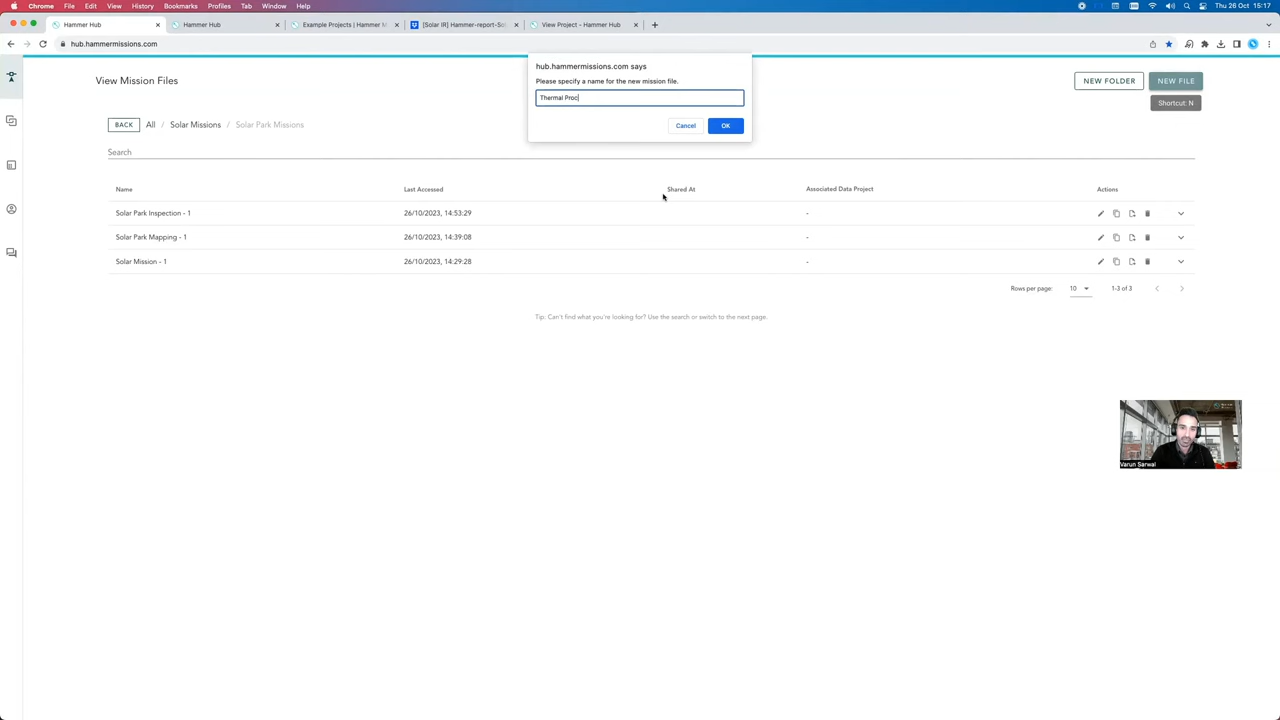 Chrome File Edit View History Bookmarks Profiles Tab Window Help
Thu 26 Oct 15:17
Hammer Hub
Hammer Hub
Example Projects | Hammer M
[Solar IR] Hammer-report-So
View Project - Hammer Hub
hub.hammermissions.com
hub.hammermissions.com says
Please specify a name for the new mission file.
Thermal Proc
Cancel OK
View Mission Files
NEW FOLDER NEW FILE
Shortcut: N
BACK All / Solar Missions / Solar Park Missions
Search
Name Last Accessed Shared At Associated Data Project Actions
Solar Park Inspection - 1 26/10/2023, 14:53:29 -
Solar Park Mapping - 1 26/10/2023, 14:39:08 -
Solar Mission - 1 26/10/2023, 14:29:28 -
Rows per page: 10 1-3 of 3
Tip: Can't find what you're looking for? Use the search or switch to the next page.
Varun Sarwal